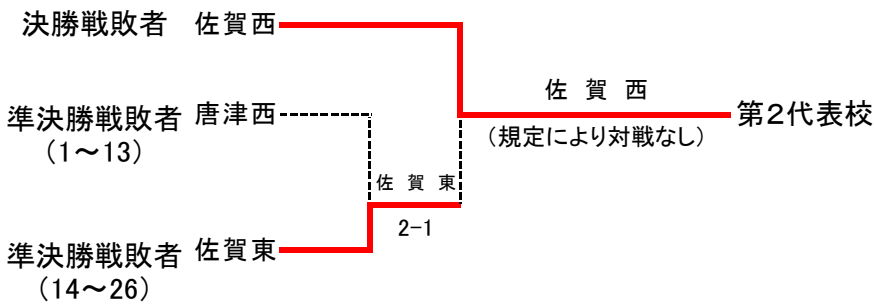 決勝戦敗者 佐賀西
佐賀西
準決勝戦敗者 唐津西
第2代表校
(規定により対戦なし)
(1～13)
佐賀東
2-1
準決勝戦敗者 佐賀東
(14～26)